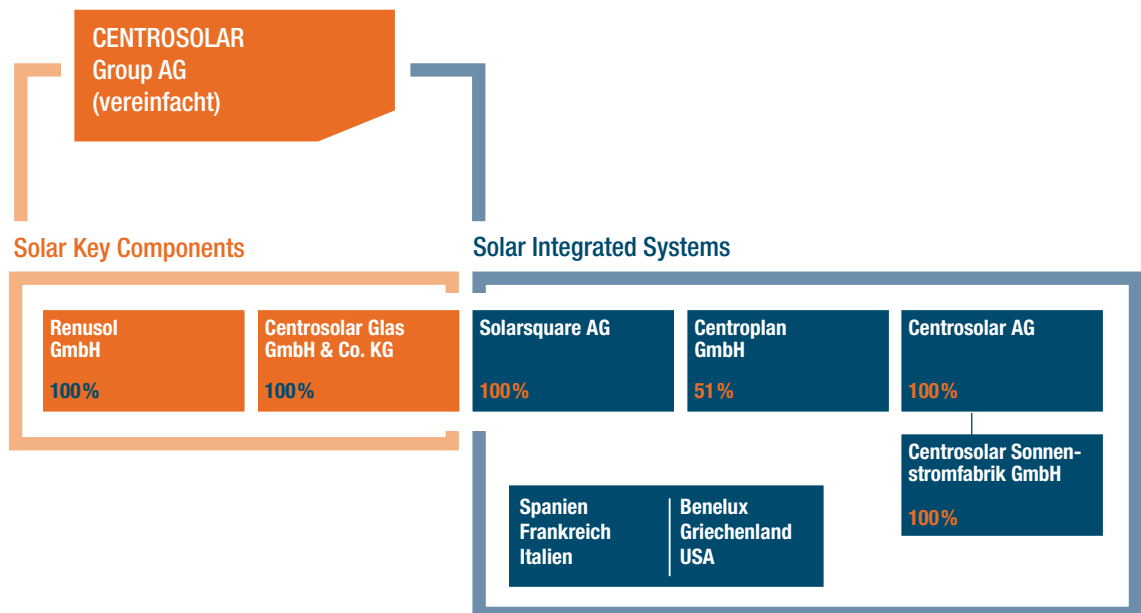 CENTROSOLAR
Group AG
(vereinfacht)
Solar Key Components
Solar Integrated Systems
Renusol
GmbH
100%
Centrosolar Glas
GmbH & Co. KG
100%
Solarsquare AG
100%
Centroplan
GmbH
51%
Centrosolar AG
100%
Centrosolar Sonnen-
stromfabrik GmbH
100%
Spanien
Frankreich
Italien
Benelux
Griechenland
USA